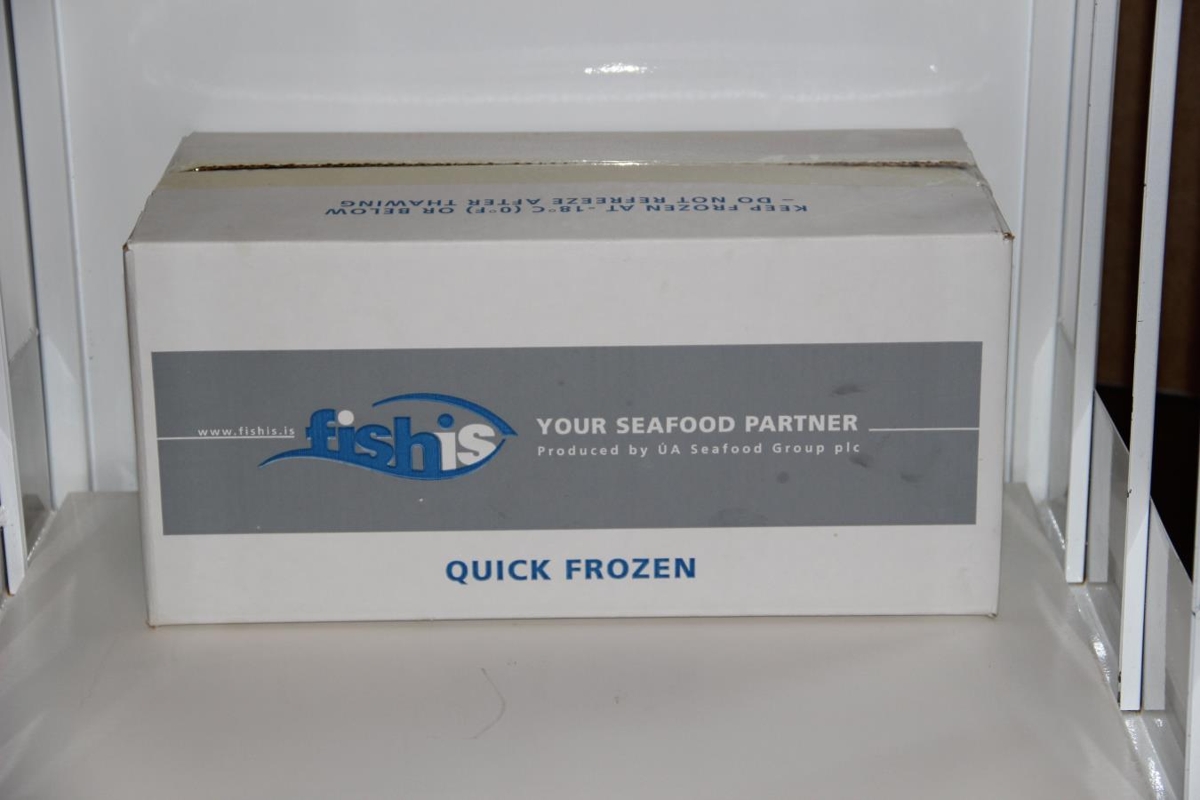 KEEP FROZEN AT -18°C (0°F) OR BELOW
– DO NOT REFREEZE AFTER THAWING
www.fishis.is
fishis
YOUR SEAFOOD PARTNER
Produced by ÚA Seafood Group plc
QUICK FROZEN